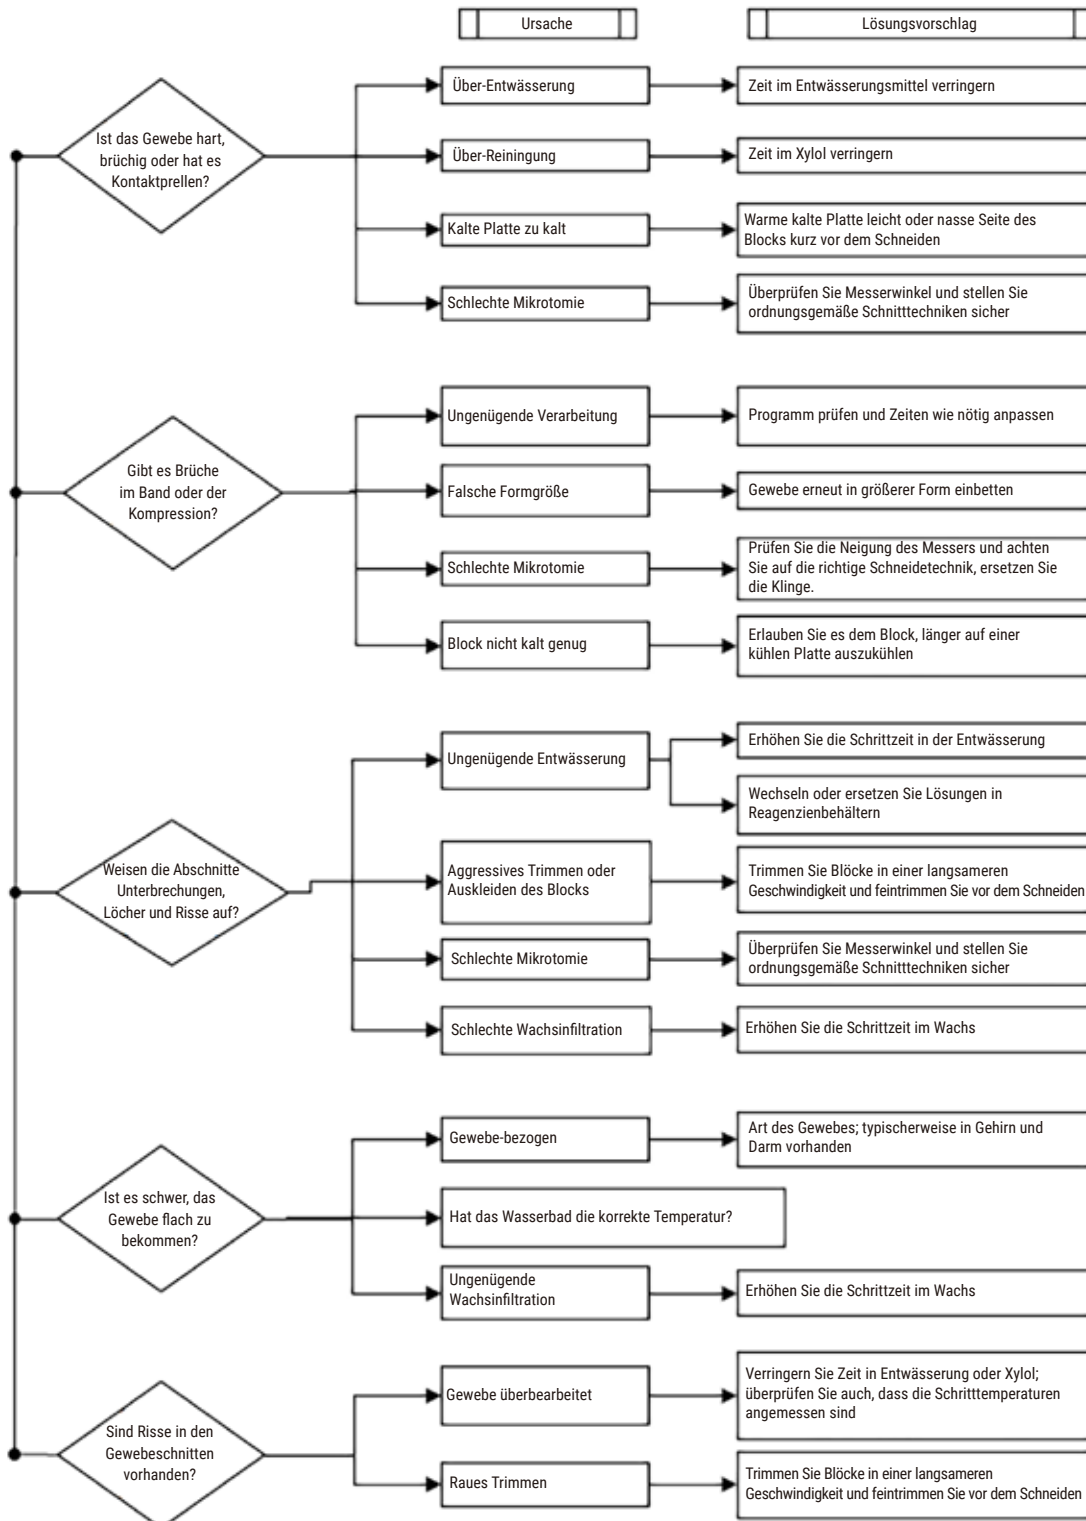 Ursache
Lösungsvorschlag
Ist das Gewebe hart,
brüchig oder hat es
Kontaktprellen?
Über-Entwässerung
Zeit im Entwässerungsmittel verringern
Über-Reiningung
Zeit im Xylol verringern
Kalte Platte zu kalt
Warme kalte Platte leicht oder nasse Seite des
Blocks kurz vor dem Schneiden
Schlechte Mikrotomie
Überprüfen Sie Messerwinkel und stellen Sie
ordnungsgemäße Schnitttechniken sicher
Gibt es Brüche
im Band oder der
Kompression?
Ungenügende Verarbeitung
Programm prüfen und Zeiten wie nötig anpassen
Falsche Formgröße
Gewebe erneut in größerer Form einbetten
Schlechte Mikrotomie
Prüfen Sie die Neigung des Messers und achten
Sie auf die richtige Schneidetechnik, ersetzen Sie
die Klinge.
Block nicht kalt genug
Erlauben Sie es dem Block, länger auf einer
kühlen Platte auszukühlen
Weisen die Abschnitte
Unterbrechungen,
Löcher und Risse auf?
Ungenügende Entwässerung
Erhöhen Sie die Schrittzeit in der Entwässerung
Wechseln oder ersetzen Sie Lösungen in
Reagenzienbehältern
Aggressives Trimmen oder
Auskleiden des Blocks
Trimmen Sie Blöcke in einer langsameren
Geschwindigkeit und feintrimmen Sie vor dem Schneiden
Schlechte Mikrotomie
Überprüfen Sie Messerwinkel und stellen Sie
ordnungsgemäße Schnitttechniken sicher
Schlechte Wachsinfiltration
Erhöhen Sie die Schrittzeit im Wachs
Ist es schwer, das
Gewebe flach zu
bekommen?
Gewebe-bezogen
Art des Gewebes; typischerweise in Gehirn und
Darm vorhanden
Hat das Wasserbad die korrekte Temperatur?
Ungenügende
Wachsinfiltration
Erhöhen Sie die Schrittzeit im Wachs
Sind Risse in den
Gewebeschnitten
vorhanden?
Gewebe überbearbeitet
Verringern Sie Zeit in Entwässerung oder Xylol;
überprüfen Sie auch, dass die Schritttemperaturen
angemessen sind
Raues Trimmen
Trimmen Sie Blöcke in einer langsameren
Geschwindigkeit und feintrimmen Sie vor dem Schneiden